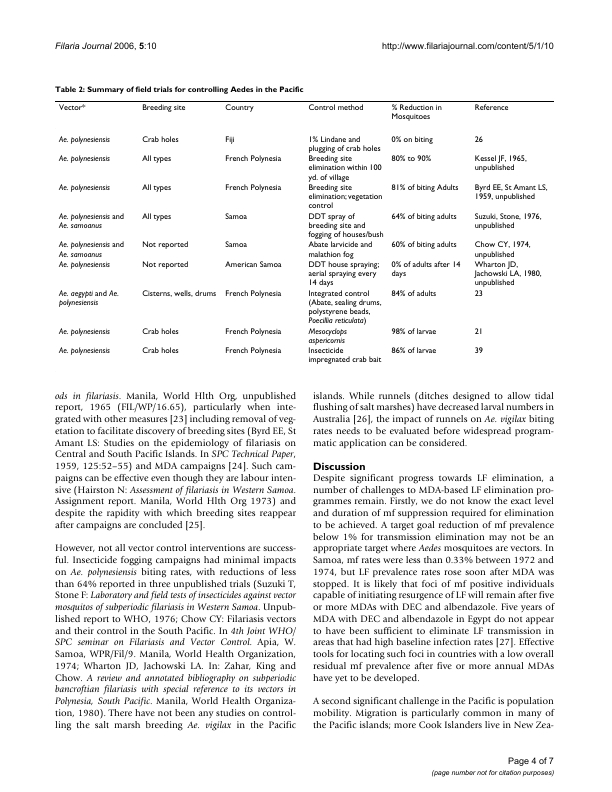 Filaria Journal 2006, 5:10
http://www.filariajournal.com/content/5/1/10
Table 2: Summary of field trials for controlling Aedes in the Pacific
Vector* Breeding site Country Control method % Reduction in
Mosquitoes Reference
Ae. polynesiensis Crab holes Fiji 1% Lindane and
plugging of crab holes 0% on biting 26
Ae. polynesiensis All types French Polynesia Breeding site
elimination within 100
yd. of village 80% to 90% Kessel JF, 1965,
unpublished
Ae. polynesiensis All types French Polynesia Breeding site
elimination; vegetation
control 81% of biting Adults Byrd EE, St Amant LS,
1959, unpublished
Ae. polynesiensis and
Ae. samoanus All types Samoa DDT spray of
breeding site and
fogging of houses/bush 64% of biting adults Suzuki, Stone, 1976,
unpublished
Ae. polynesiensis and
Ae. samoanus Not reported Samoa Abate larvicide and
malathion fog 60% of biting adults Chow CY, 1974,
unpublished
Ae. polynesiensis Not reported American Samoa DDT house spraying;
aerial spraying every
14 days 0% of adults after 14
days Wharton JD,
Jachowski LA, 1980,
unpublished
Ae. aegypti and Ae.
polynesiensis Cisterns, wells, drums French Polynesia Integrated control
(Abate, sealing drums,
polystyrene beads,
Poecillia reticulata) 84% of adults 23
Ae. polynesiensis Crab holes French Polynesia Mesocyclops
aspericornis 98% of larvae 21
Ae. polynesiensis Crab holes French Polynesia Insecticide
impregnated crab bait 86% of larvae 39
ods in filariasis. Manila, World Hlth Org, unpublished
report, 1965 (FIL/WP/16.65), particularly when inte-
grated with other measures [23] including removal of veg-
etation to facilitate discovery of breeding sites (Byrd EE, St
Amant LS: Studies on the epidemiology of filariasis on
Central and South Pacific Islands. In SPC Technical Paper,
1959, 125:52–55) and MDA campaigns [24]. Such cam-
paigns can be effective even though they are labour inten-
sive (Hairston N: Assessment of filariasis in Western Samoa.
Assignment report. Manila, World Hlth Org 1973) and
despite the rapidity with which breeding sites reappear
after campaigns are concluded [25].
However, not all vector control interventions are success-
ful. Insecticide fogging campaigns had minimal impacts
on Ae. polynesiensis biting rates, with reductions of less
than 64% reported in three unpublished trials (Suzuki T,
Stone F: Laboratory and field tests of insecticides against vector
mosquitos of subperiodic filariasis in Western Samoa. Unpub-
lished report to WHO, 1976; Chow CY: Filariasis vectors
and their control in the South Pacific. In 4th Joint WHO/
SPC seminar on Filariasis and Vector Control. Apia, W.
Samoa, WPR/Fil/9. Manila, World Health Organization,
1974; Wharton JD, Jachowski LA. In: Zahar, King and
Chow. A review and annotated bibliography on subperiodic
bancroftian filariasis with special reference to its vectors in
Polynesia, South Pacific. Manila, World Health Organiza-
tion, 1980). There have not been any studies on control-
ling the salt marsh breeding Ae. vigilax in the Pacific
islands. While runnels (ditches designed to allow tidal
flushing of salt marshes) have decreased larval numbers in
Australia [26], the impact of runnels on Ae. vigilax biting
rates needs to be evaluated before widespread program-
matic application can be considered.
Discussion
Despite significant progress towards LF elimination, a
number of challenges to MDA-based LF elimination pro-
grammes remain. Firstly, we do not know the exact level
and duration of mf suppression required for elimination
to be achieved. A target goal reduction of mf prevalence
below 1% for transmission elimination may not be an
appropriate target where Aedes mosquitoes are vectors. In
Samoa, mf rates were less than 0.33% between 1972 and
1974, but LF prevalence rates rose soon after MDA was
stopped. It is likely that foci of mf positive individuals
capable of initiating resurgence of LF will remain after five
or more MDAs with DEC and albendazole. Five years of
MDA with DEC and albendazole in Egypt do not appear
to have been sufficient to eliminate LF transmission in
areas that had high baseline infection rates [27]. Effective
tools for locating such foci in countries with a low overall
residual mf prevalence after five or more annual MDAs
have yet to be developed.
A second significant challenge in the Pacific is population
mobility. Migration is particularly common in many of
the Pacific islands; more Cook Islanders live in New Zea-
Page 4 of 7
(page number not for citation purposes)